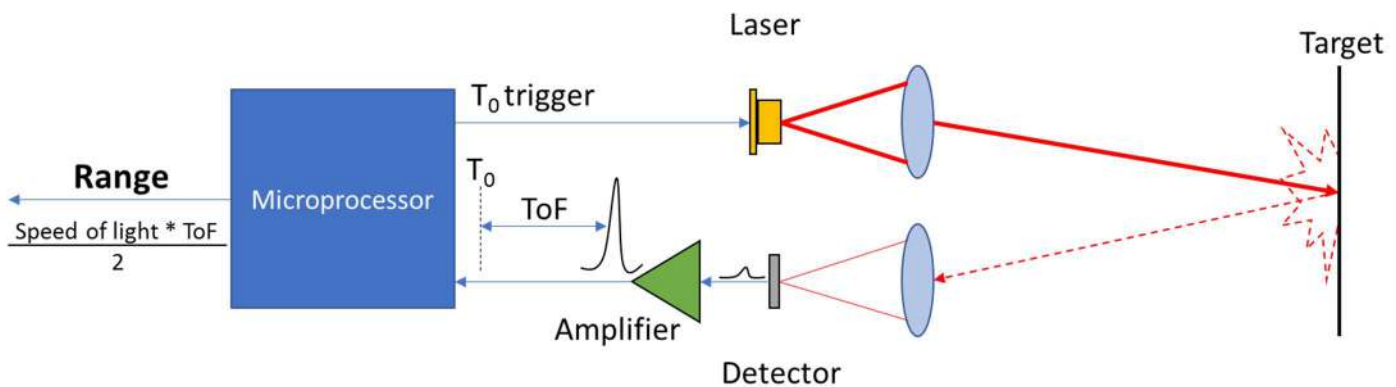 Laser
Target
T₀ trigger
Range
Speed of light * ToF
2
Microprocessor
T₀
ToF
Amplifier
Detector